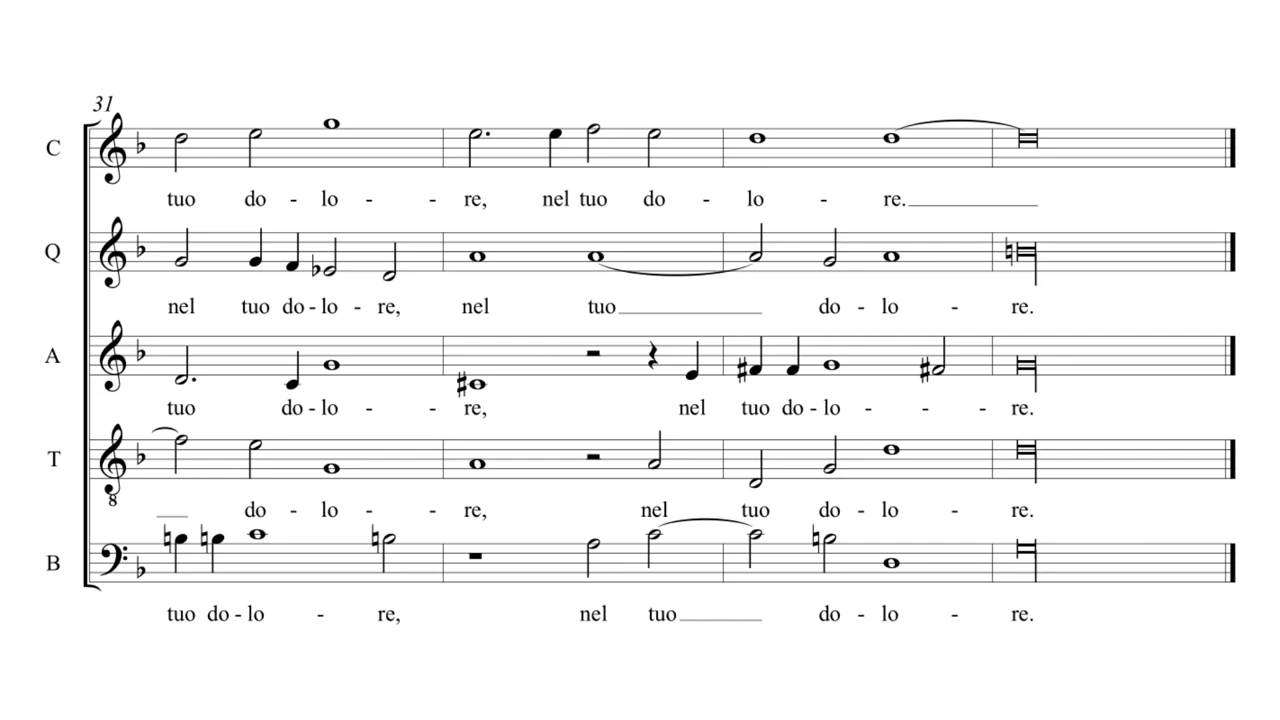 31
C
tuo do - lo - - re, nel tuo do - lo - re.
Q
nel tuo do - lo - re, nel tuo do - lo - re.
A
tuo do - lo - - re, nel tuo do - lo - - re.
T
8
do - lo - - re, nel tuo do - lo - re.
B
tuo do - lo - re, nel tuo do - lo - re.